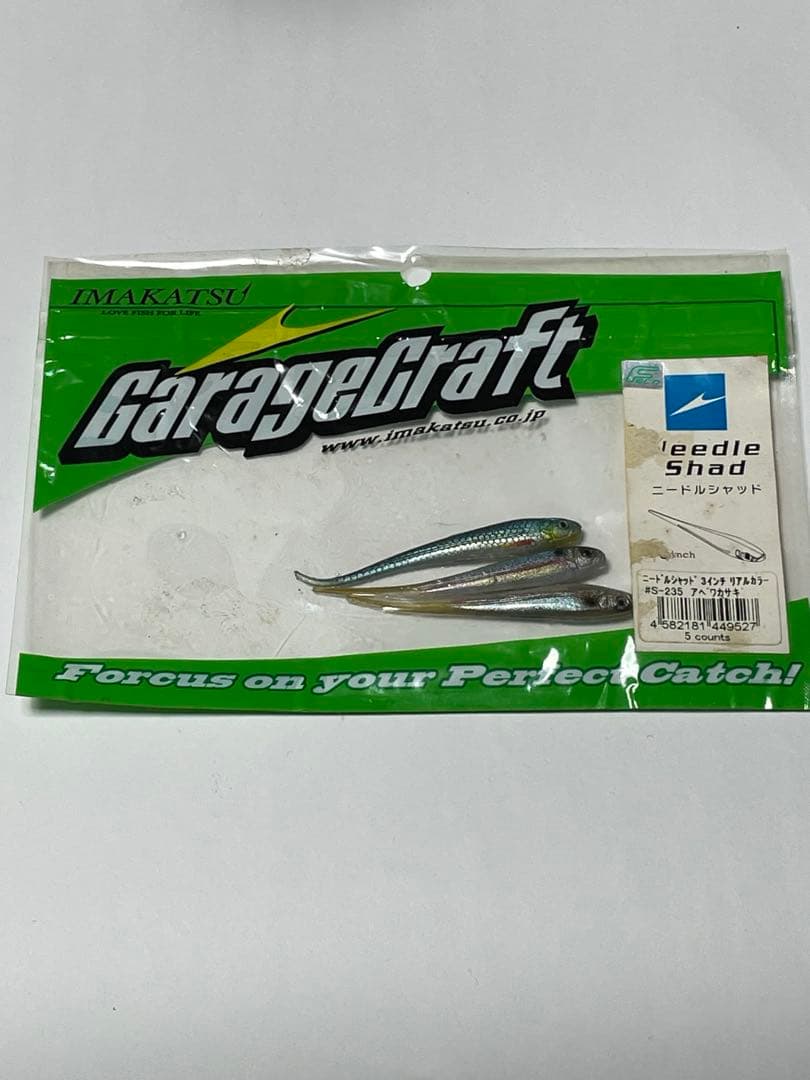 IMAKATSU
LOVE FISH FOR LIFE
GarageCraft
www.imakatsu.co.jp
Shad
ニードルシャッド
ニードルシャッド 3インチ リアルカラー
#S-235 アベワカサギ
4 582181 449527
5 counts
Forcus on your Perfect Catch!